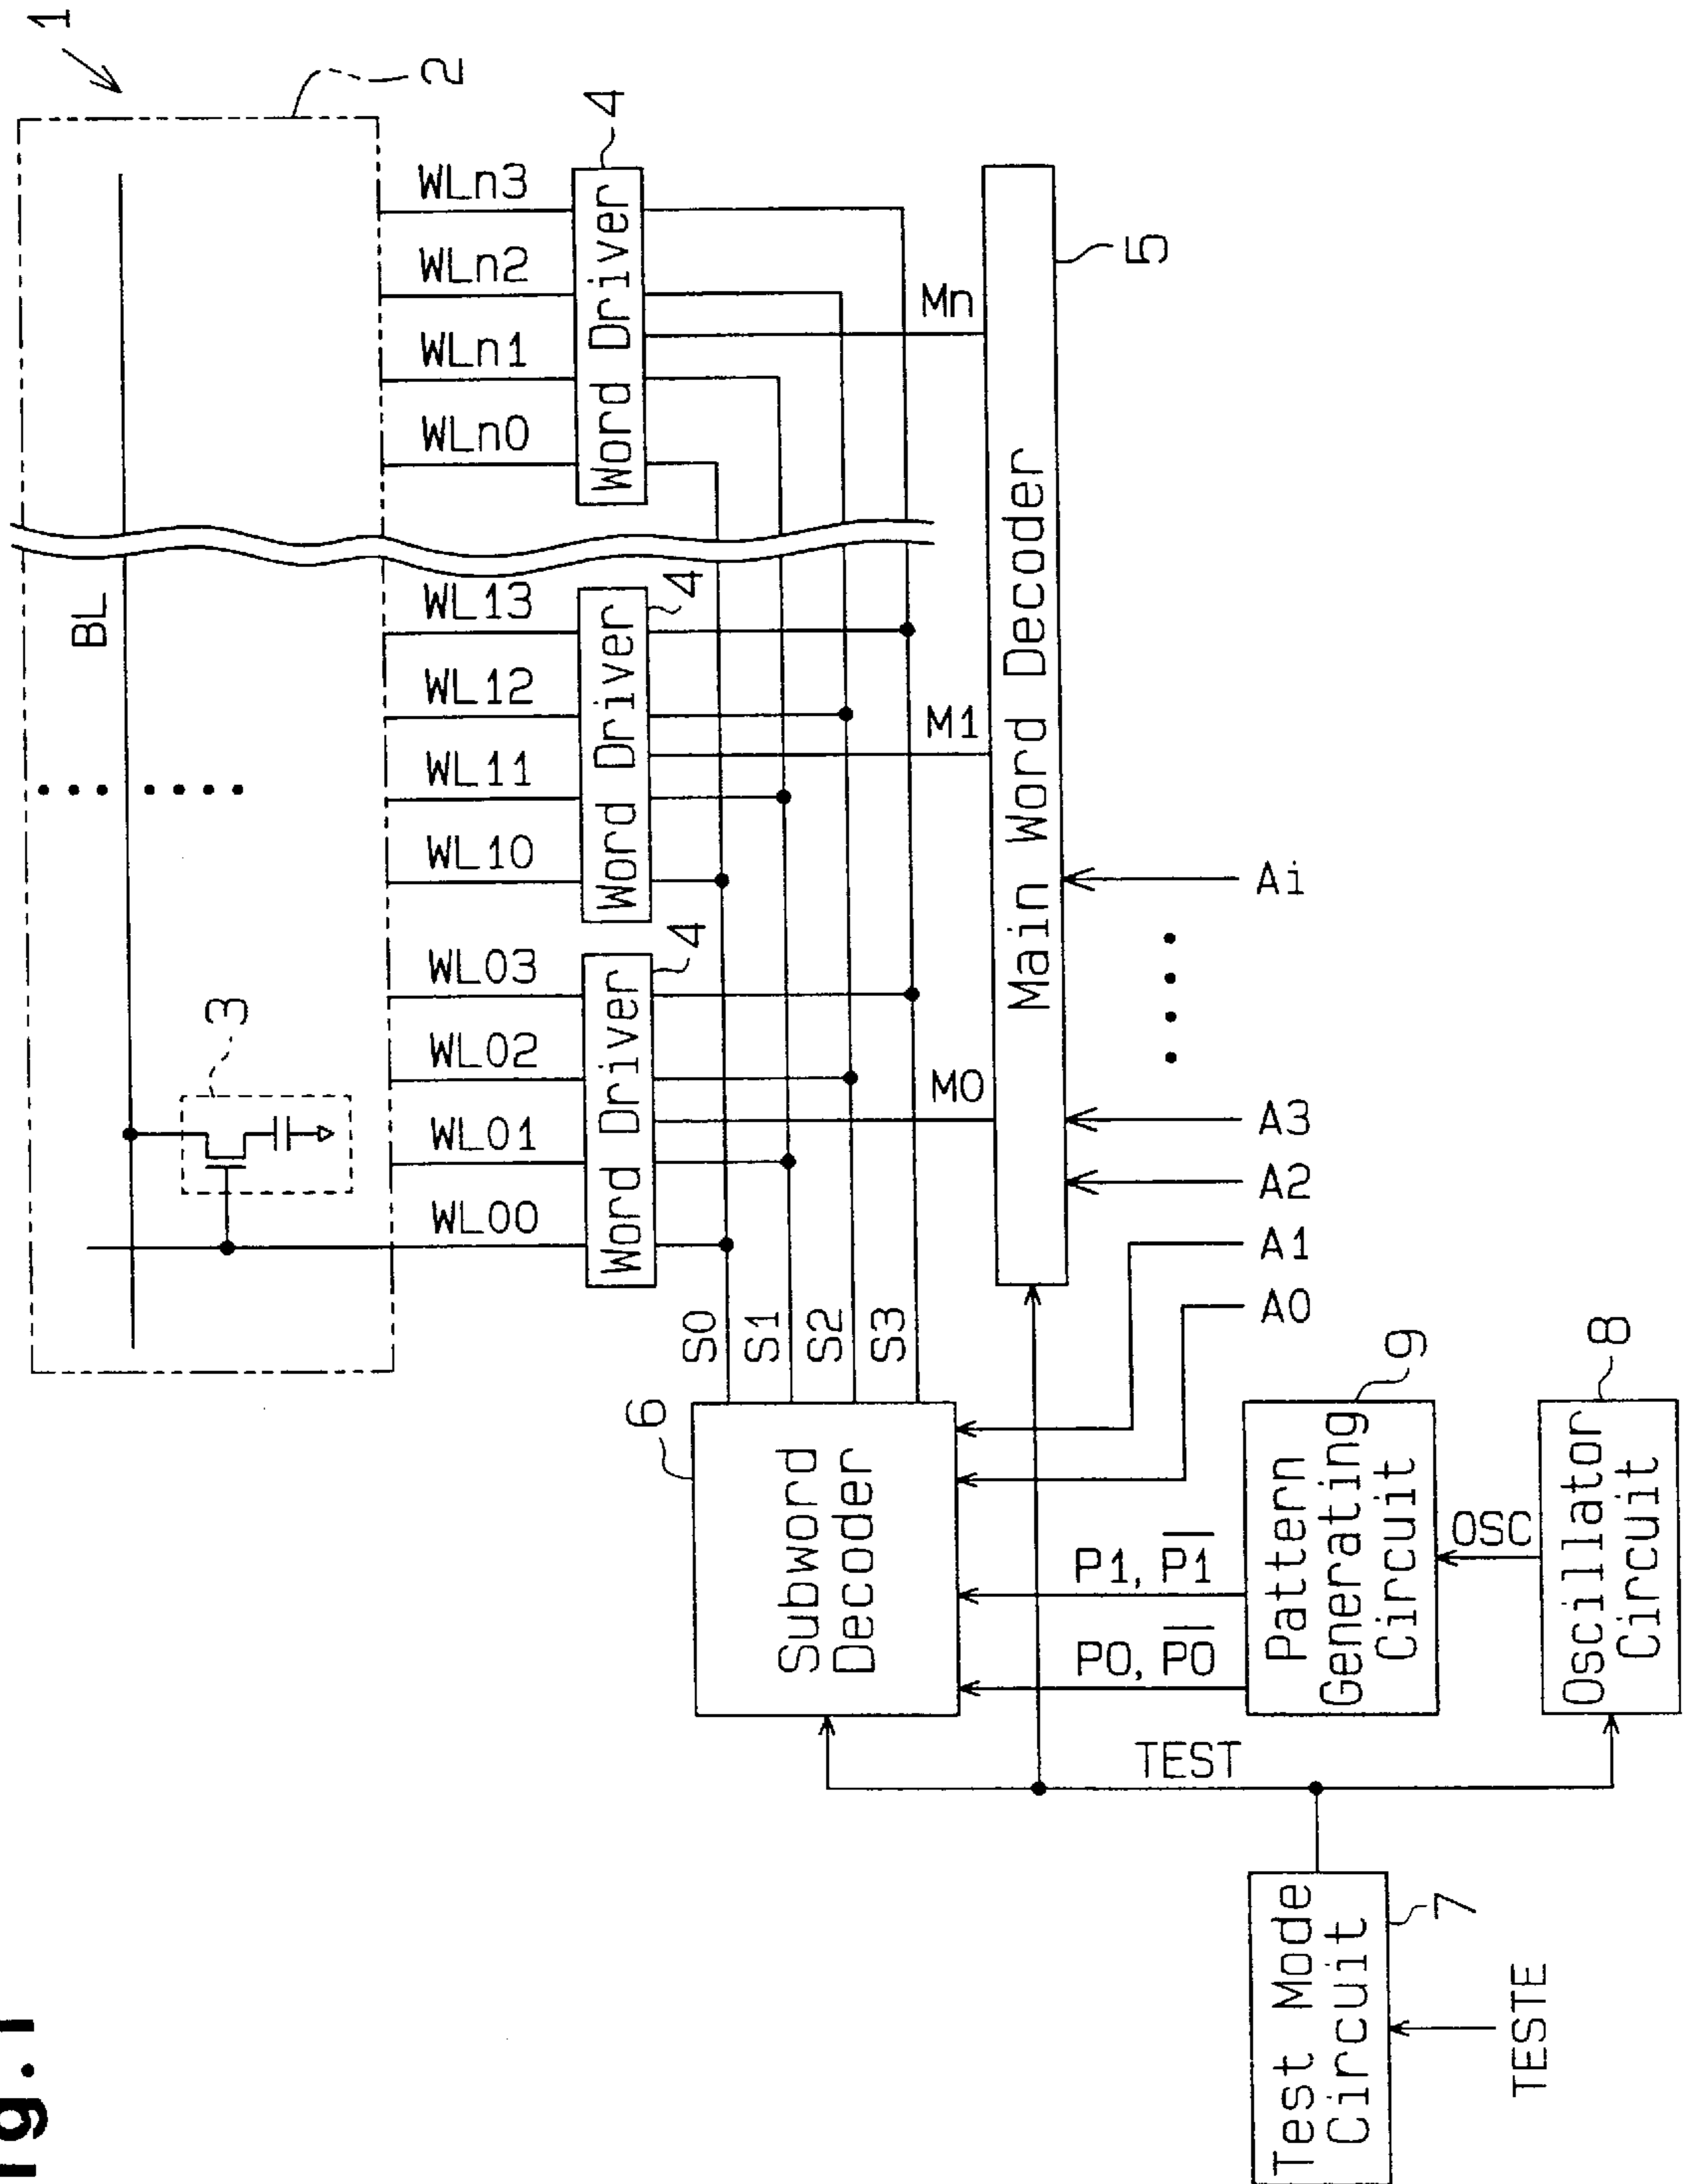 1
2
BL
3
WL00
WL01
WL02
WL03
WL10
WL11
WL12
WL13
WLn0
WLn1
WLn2
WLn3
Word Driver
4
Word Driver
4
Word Driver
4
S0
S1
S2
S3
M0
M1
Mn
6
Subword
Decoder
Main Word Decoder
5
P0, P̅0̅
P1, P̅1̅
A0
A1
A2
A3
Ai
Pattern
Generating
Circuit
9
TEST
OSC
Oscillator
Circuit
8
Test Mode
Circuit
7
TESTE